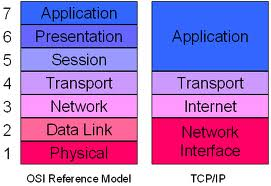 7 Application
6 Presentation
5 Session
4 Transport
3 Network
2 Data Link
1 Physical
OSI Reference Model
Application
Transport
Internet
Network
Interface
TCP/IP